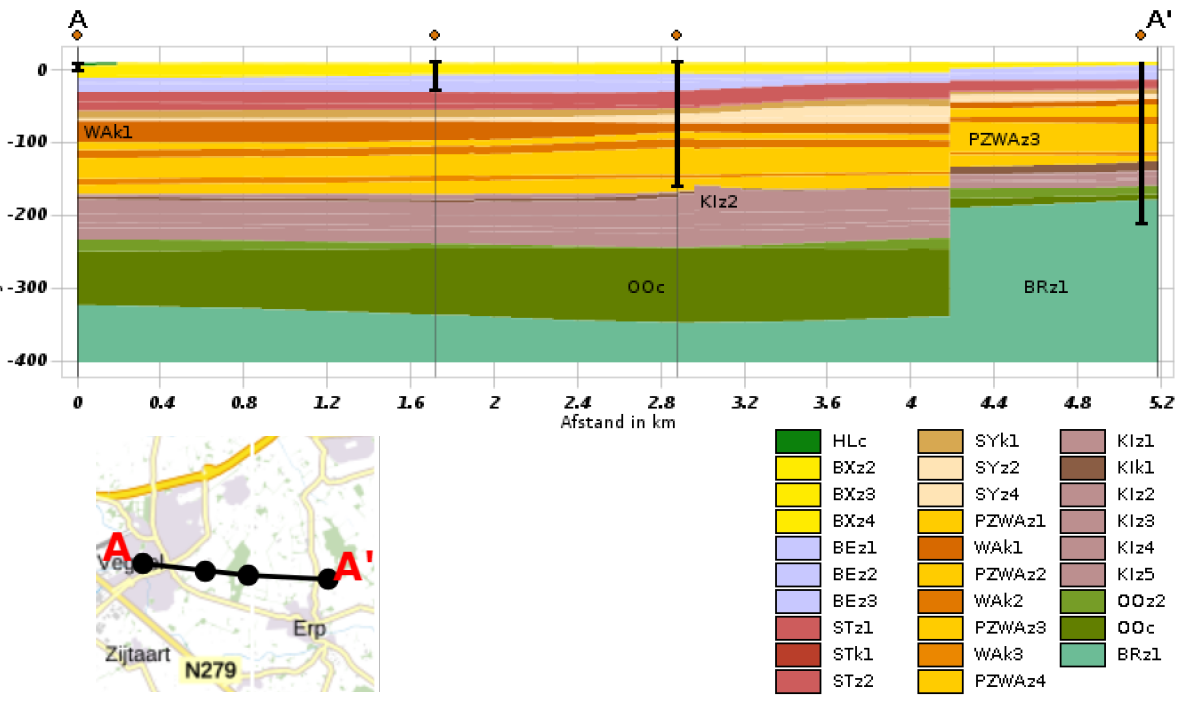 A A'
0
WAk1
-100 PZWAz3
-200 KIz2
-300 OOc BRz1
-400
0 0.4 0.8 1.2 1.6 2 2.4 2.8 3.2 3.6 4 4.4 4.8 5.2
Afstand in km
HLc SYk1 KIz1
BXz2 SYz2 KIk1
BXz3 SYz4 KIz2
BXz4 PZWAz1 KIz3
BEz1 WAk1 KIz4
BEz2 PZWAz2 KIz5
BEz3 WAk2 OOz2
STz1 PZWAz3 OOc
STk1 WAk3 BRz1
STz2 PZWAz4
A A'
Erp
Zijtaart
N279